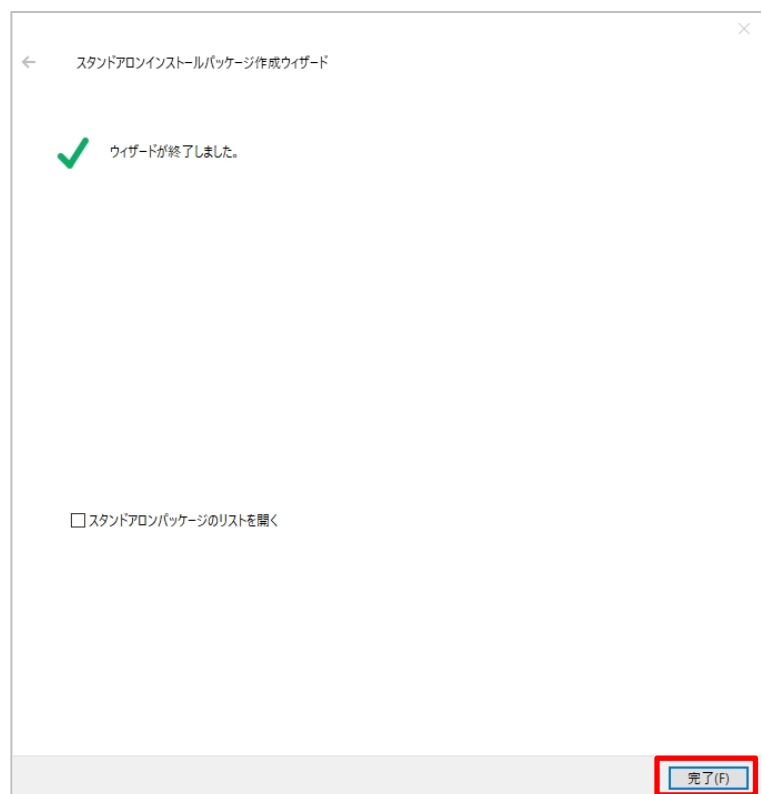 スタンドアロンインストールパッケージ作成ウィザード
ウィザードが終了しました。
スタンドアロンパッケージのリストを開く
完了(F)